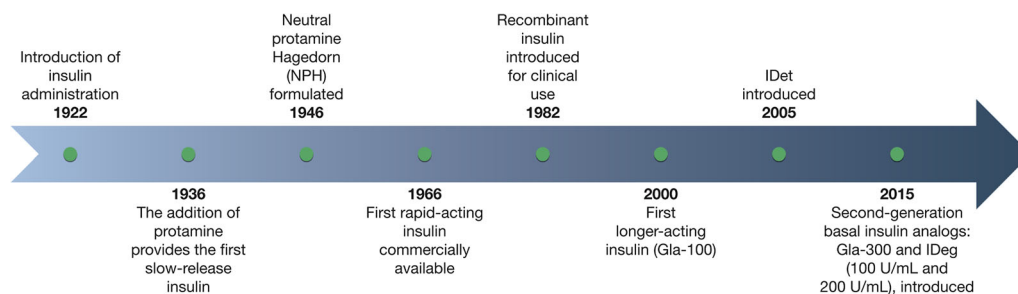 Introduction of
insulin
administration
1922
1936
The addition of
protamine
provides the first
slow-release
insulin
Neutral
protamine
Hagedorn
(NPH)
formulated
1946
1966
First rapid-acting
insulin
commercially
available
Recombinant
insulin
introduced
for clinical
use
1982
2000
First
longer-acting
insulin (Gla-100)
IDet
introduced
2005
2015
Second-generation
basal insulin analogs:
Gla-300 and IDeg
(100 U/mL and
200 U/mL), introduced